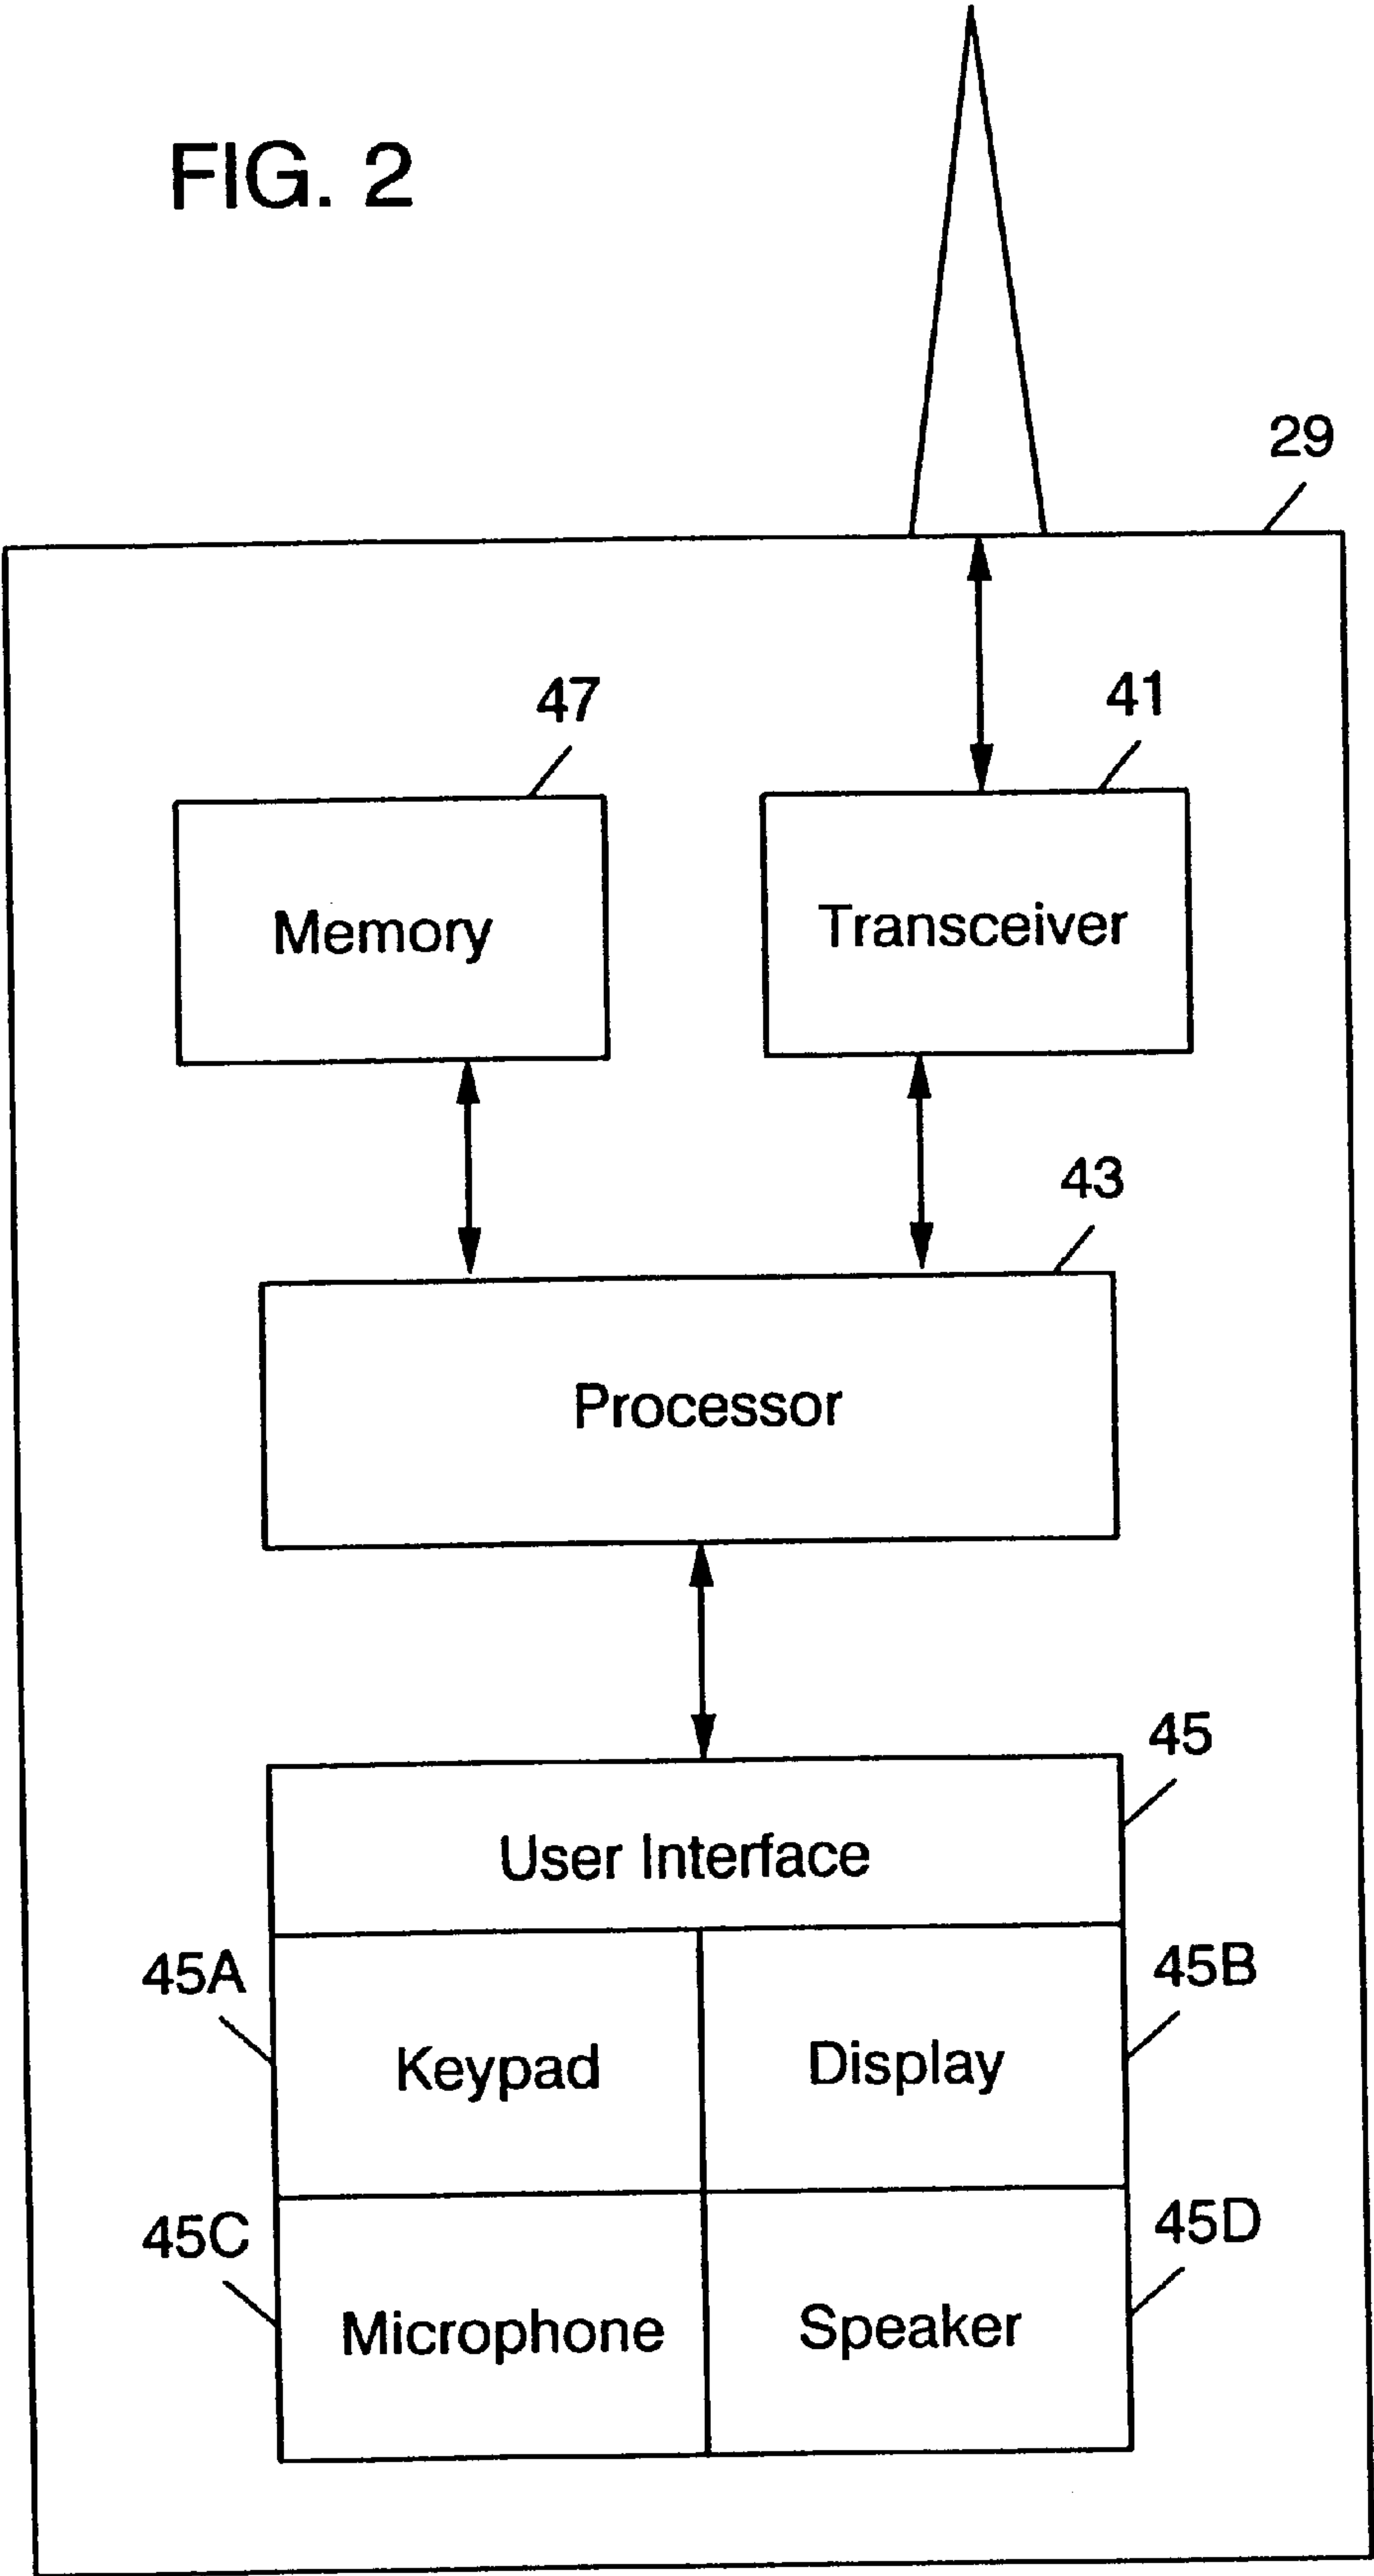 FIG. 2
29
47
41
Memory
Transceiver
43
Processor
45
User Interface
45A
45B
Keypad
Display
45C
45D
Microphone
Speaker